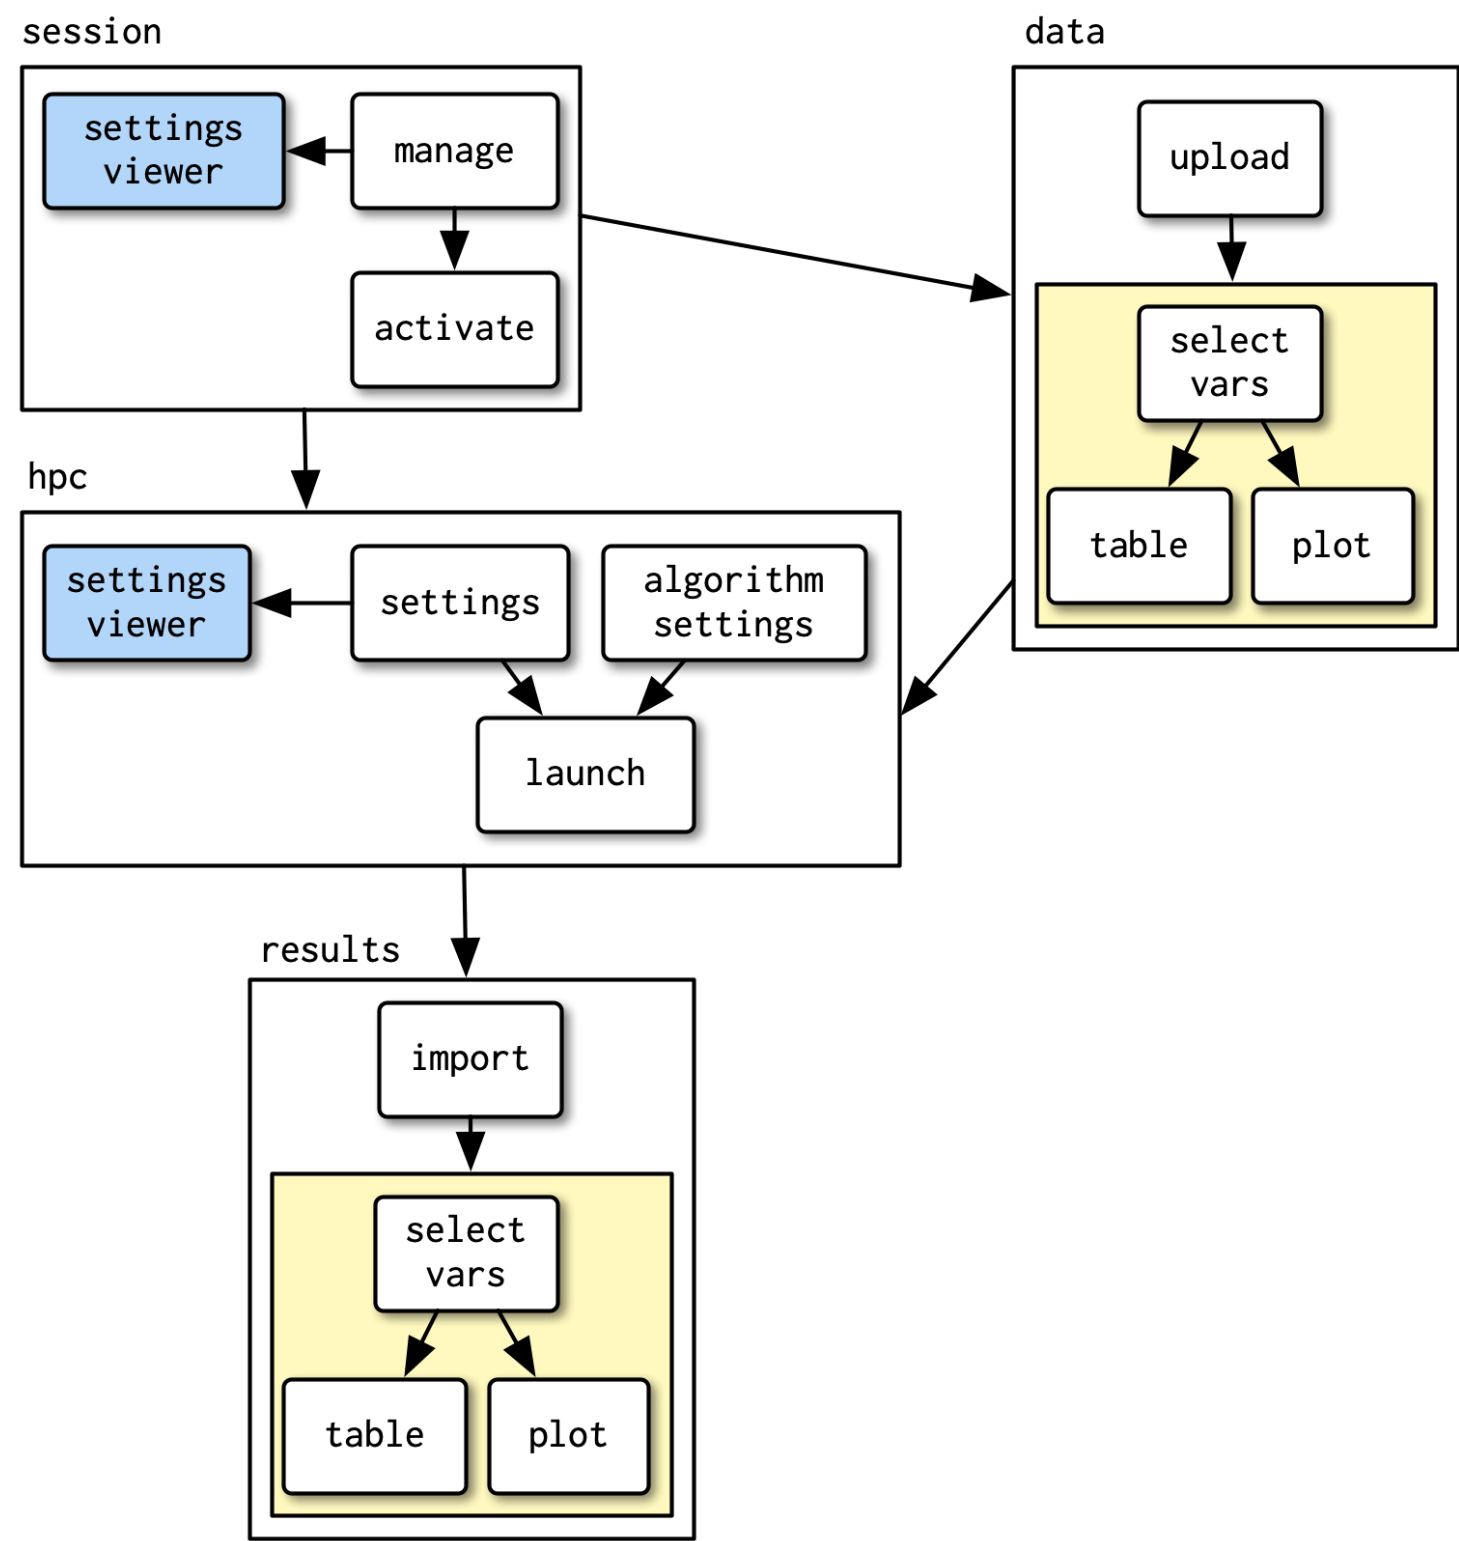 session
settings
viewer
manage
activate
data
upload
select
vars
table
plot
hpc
settings
viewer
settings
algorithm
settings
launch
results
import
select
vars
table
plot